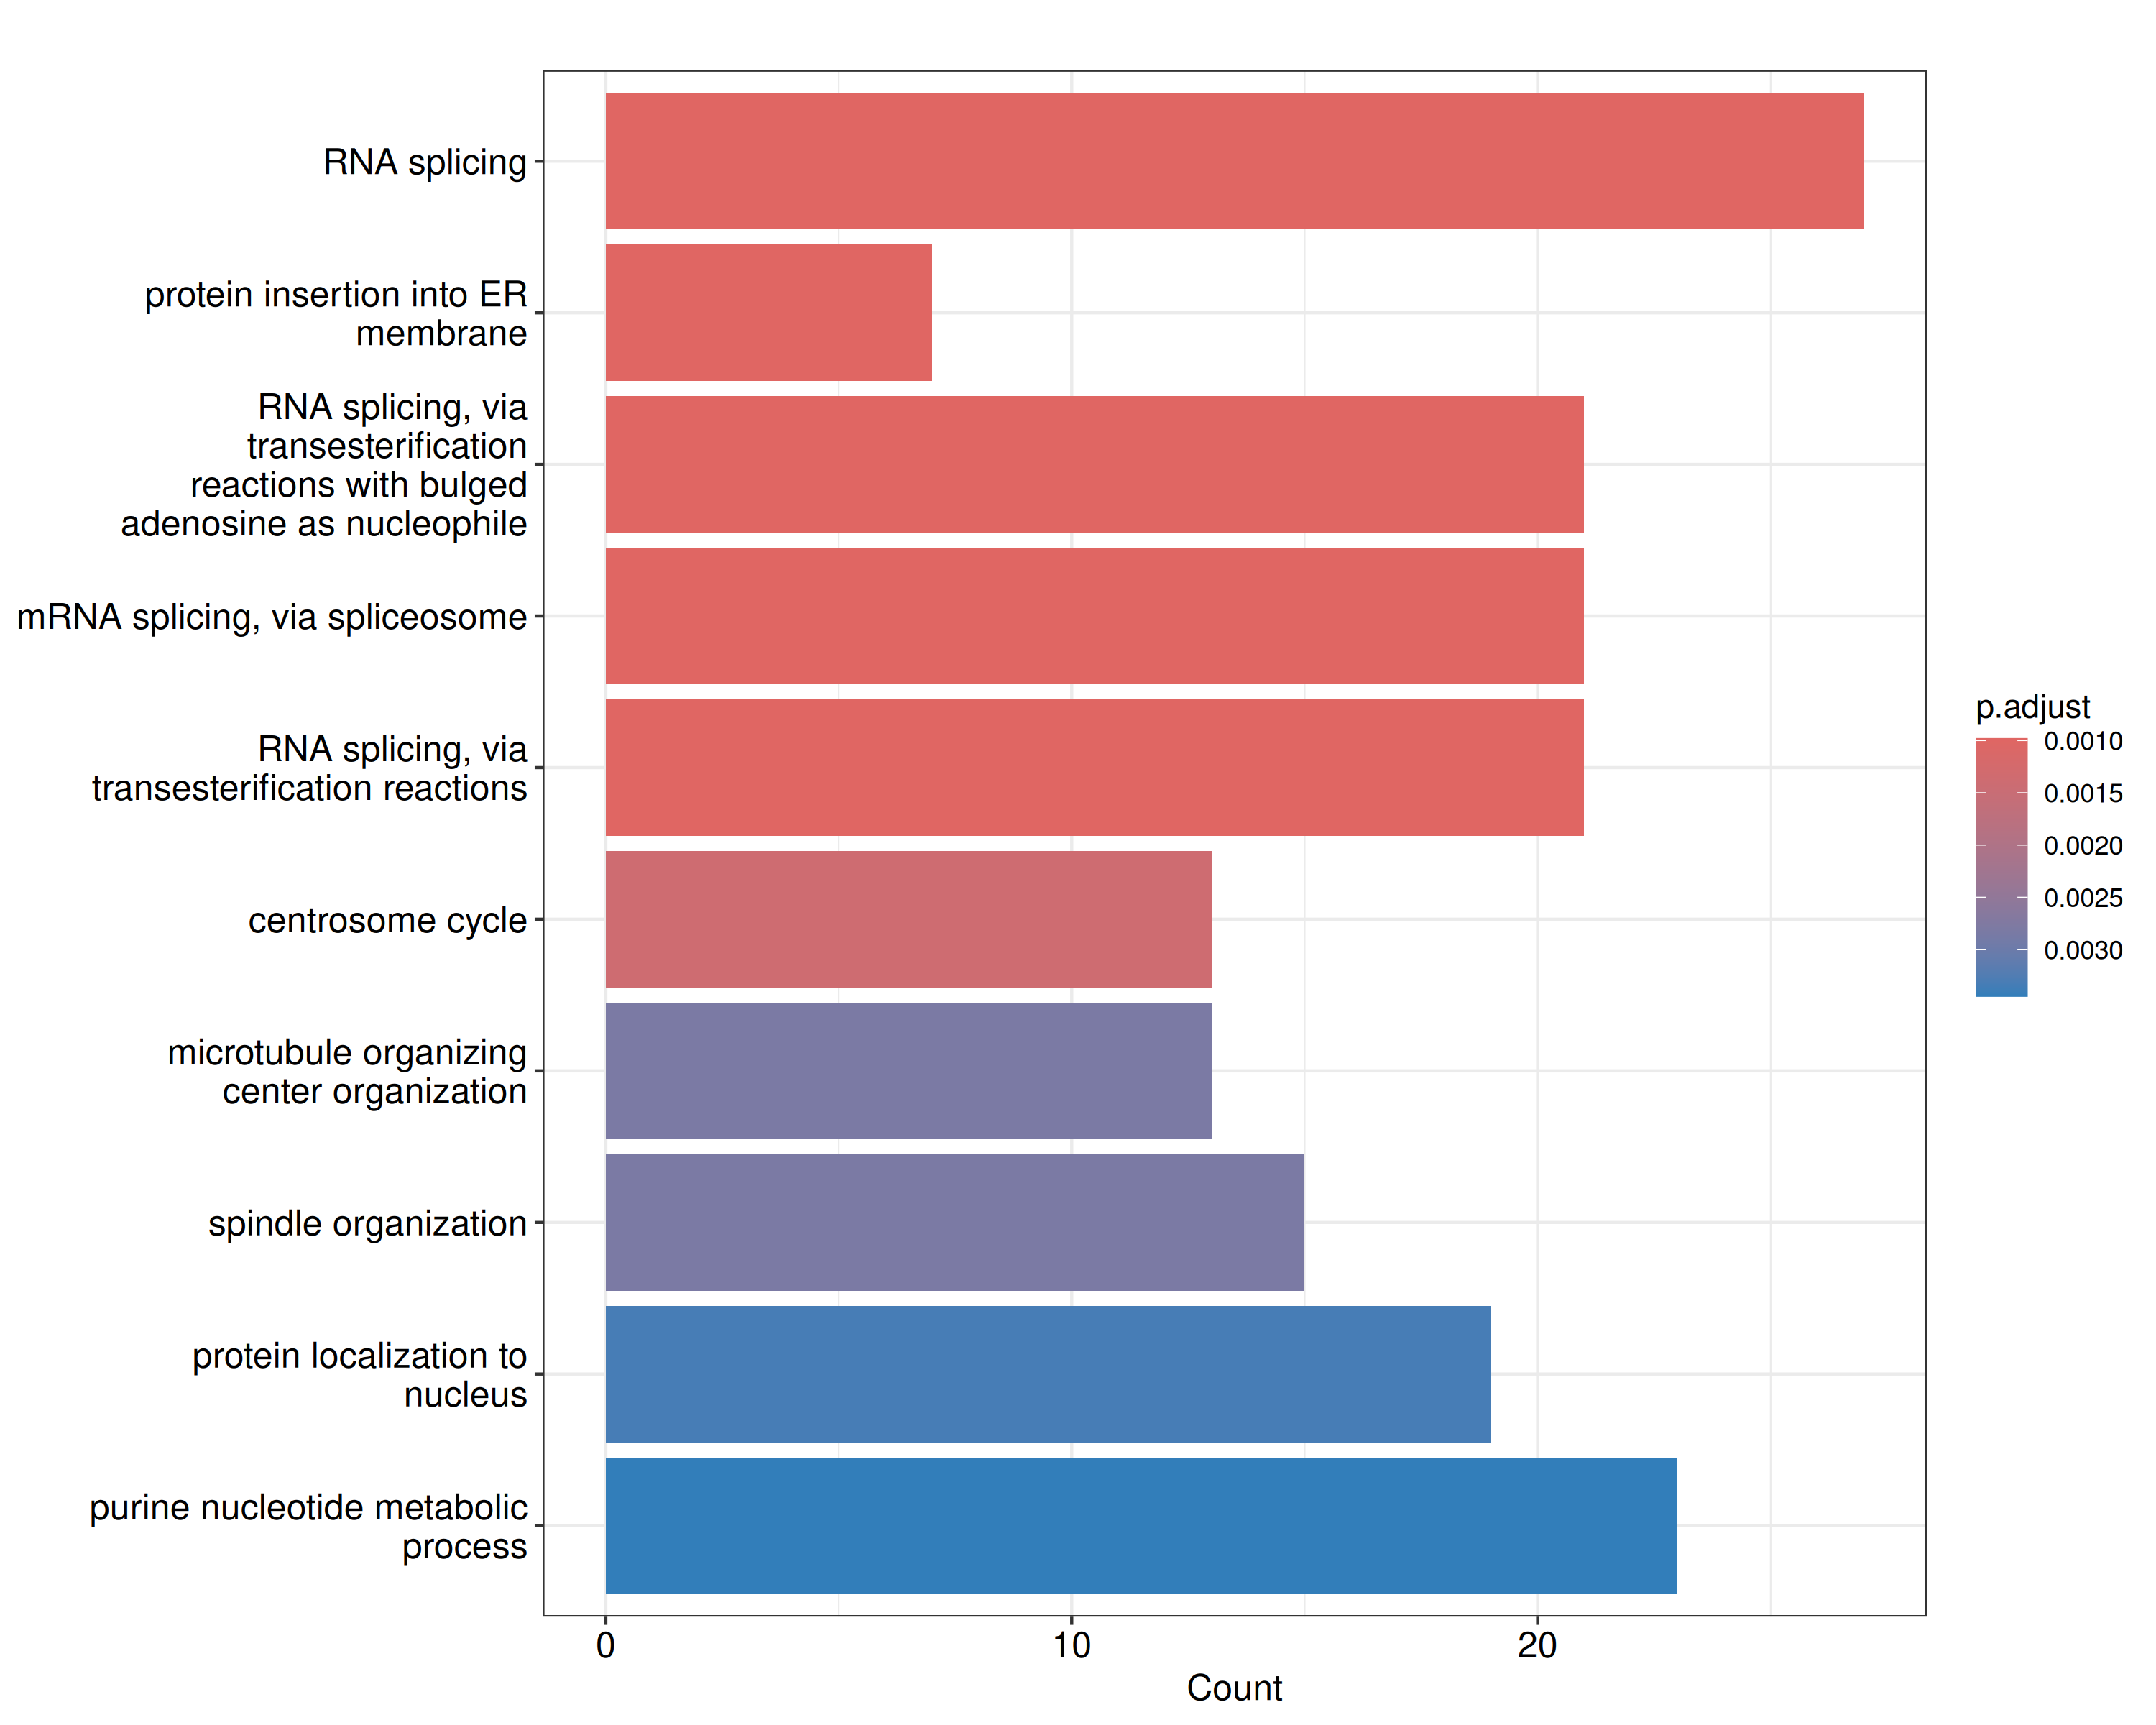 RNA splicing
protein insertion into ER
membrane
RNA splicing, via
transesterification
reactions with bulged
adenosine as nucleophile
mRNA splicing, via spliceosome
RNA splicing, via
transesterification reactions
centrosome cycle
microtubule organizing
center organization
spindle organization
protein localization to
nucleus
purine nucleotide metabolic
process
0 10 20
Count
p.adjust
0.0010
0.0015
0.0020
0.0025
0.0030